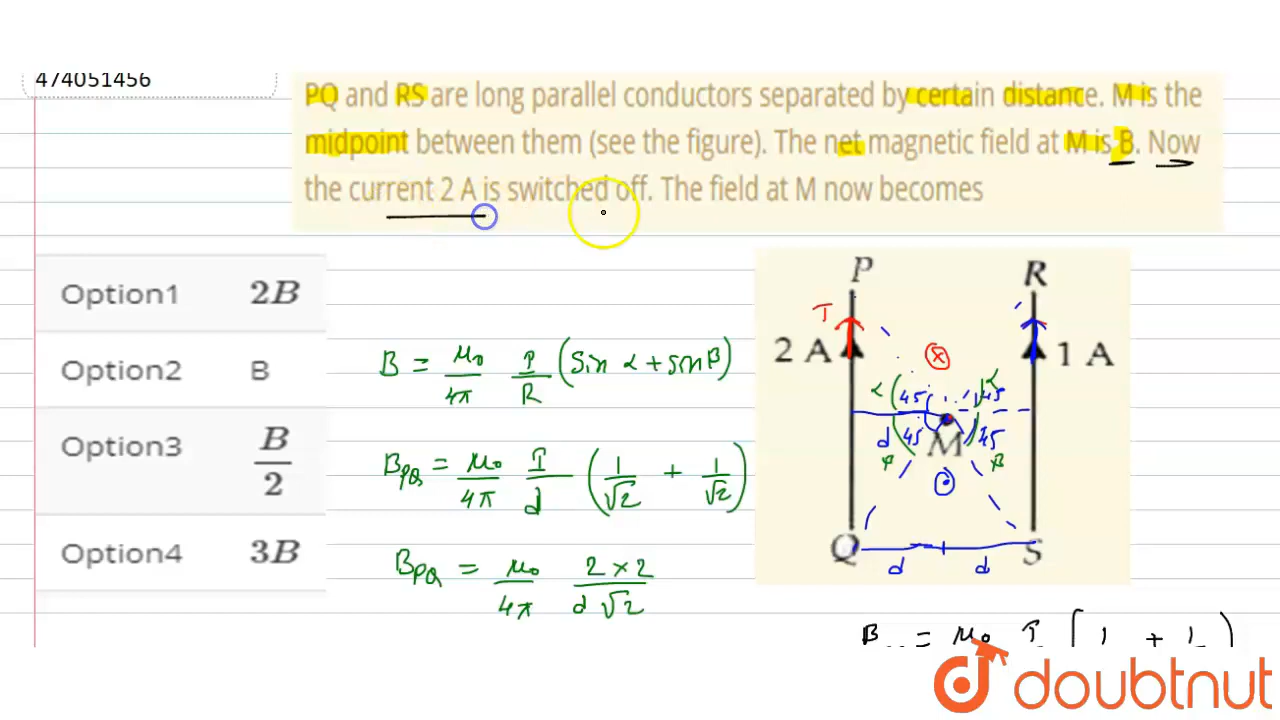 474051456
PQ and RS are long parallel conductors separated by certain distance. M is the
midpoint between them (see the figure). The net magnetic field at M is B. Now
the current 2 A is switched off. The field at M now becomes
Option1 2B
Option2 B
Option3 B/2
Option4 3B
B = μ₀/4π I/R (Sin α + sin β)
B_PQ = μ₀/4π I/d (1/√2 + 1/√2)
B_PQ = μ₀/4π 2×2/d√2
P R
I
2 A 1 A
α 45 45
d 45 M 45
β β
Q S
d d
= μ₀ I [1 + 1
doubtnut